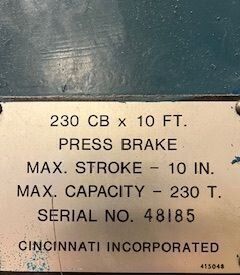 230 CB x 10 FT.
PRESS BRAKE
MAX. STROKE – 10 IN.
MAX. CAPACITY – 230 T.
SERIAL NO. 48185
CINCINNATI INCORPORATED
415048